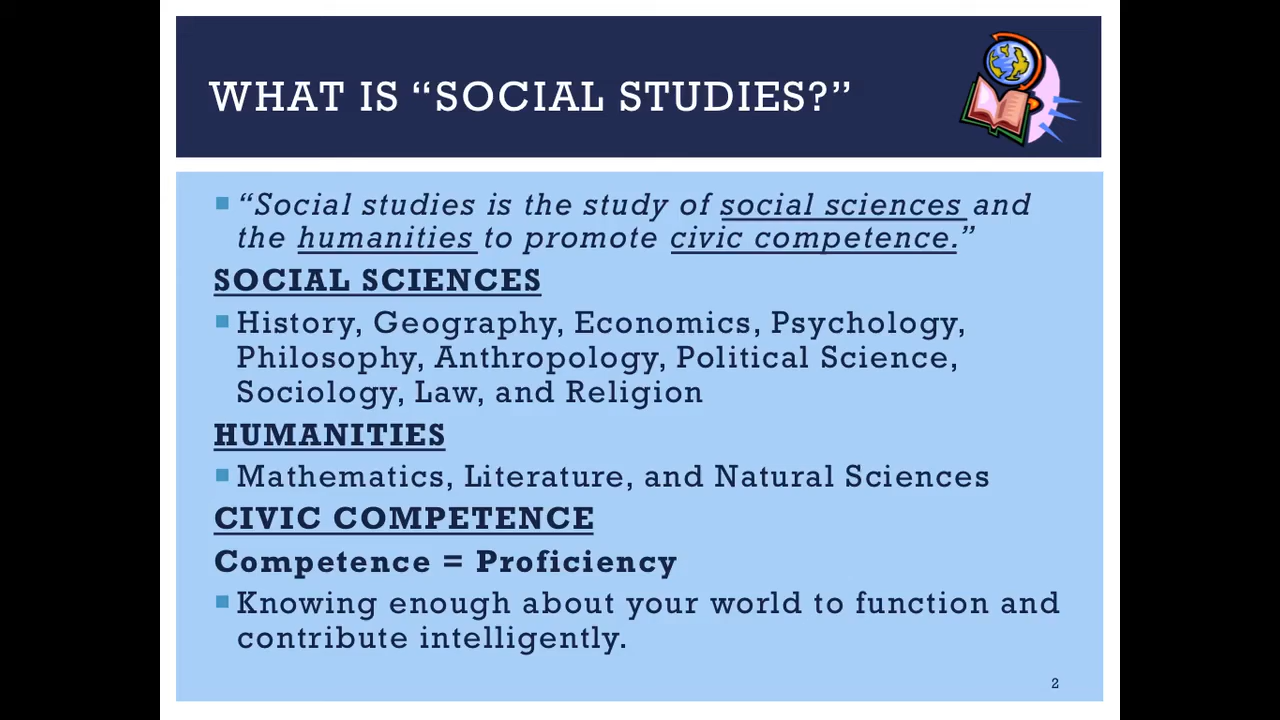 WHAT IS “SOCIAL STUDIES?”
“Social studies is the study of social sciences and
the humanities to promote civic competence.”
SOCIAL SCIENCES
History, Geography, Economics, Psychology,
Philosophy, Anthropology, Political Science,
Sociology, Law, and Religion
HUMANITIES
Mathematics, Literature, and Natural Sciences
CIVIC COMPETENCE
Competence = Proficiency
Knowing enough about your world to function and
contribute intelligently.
2